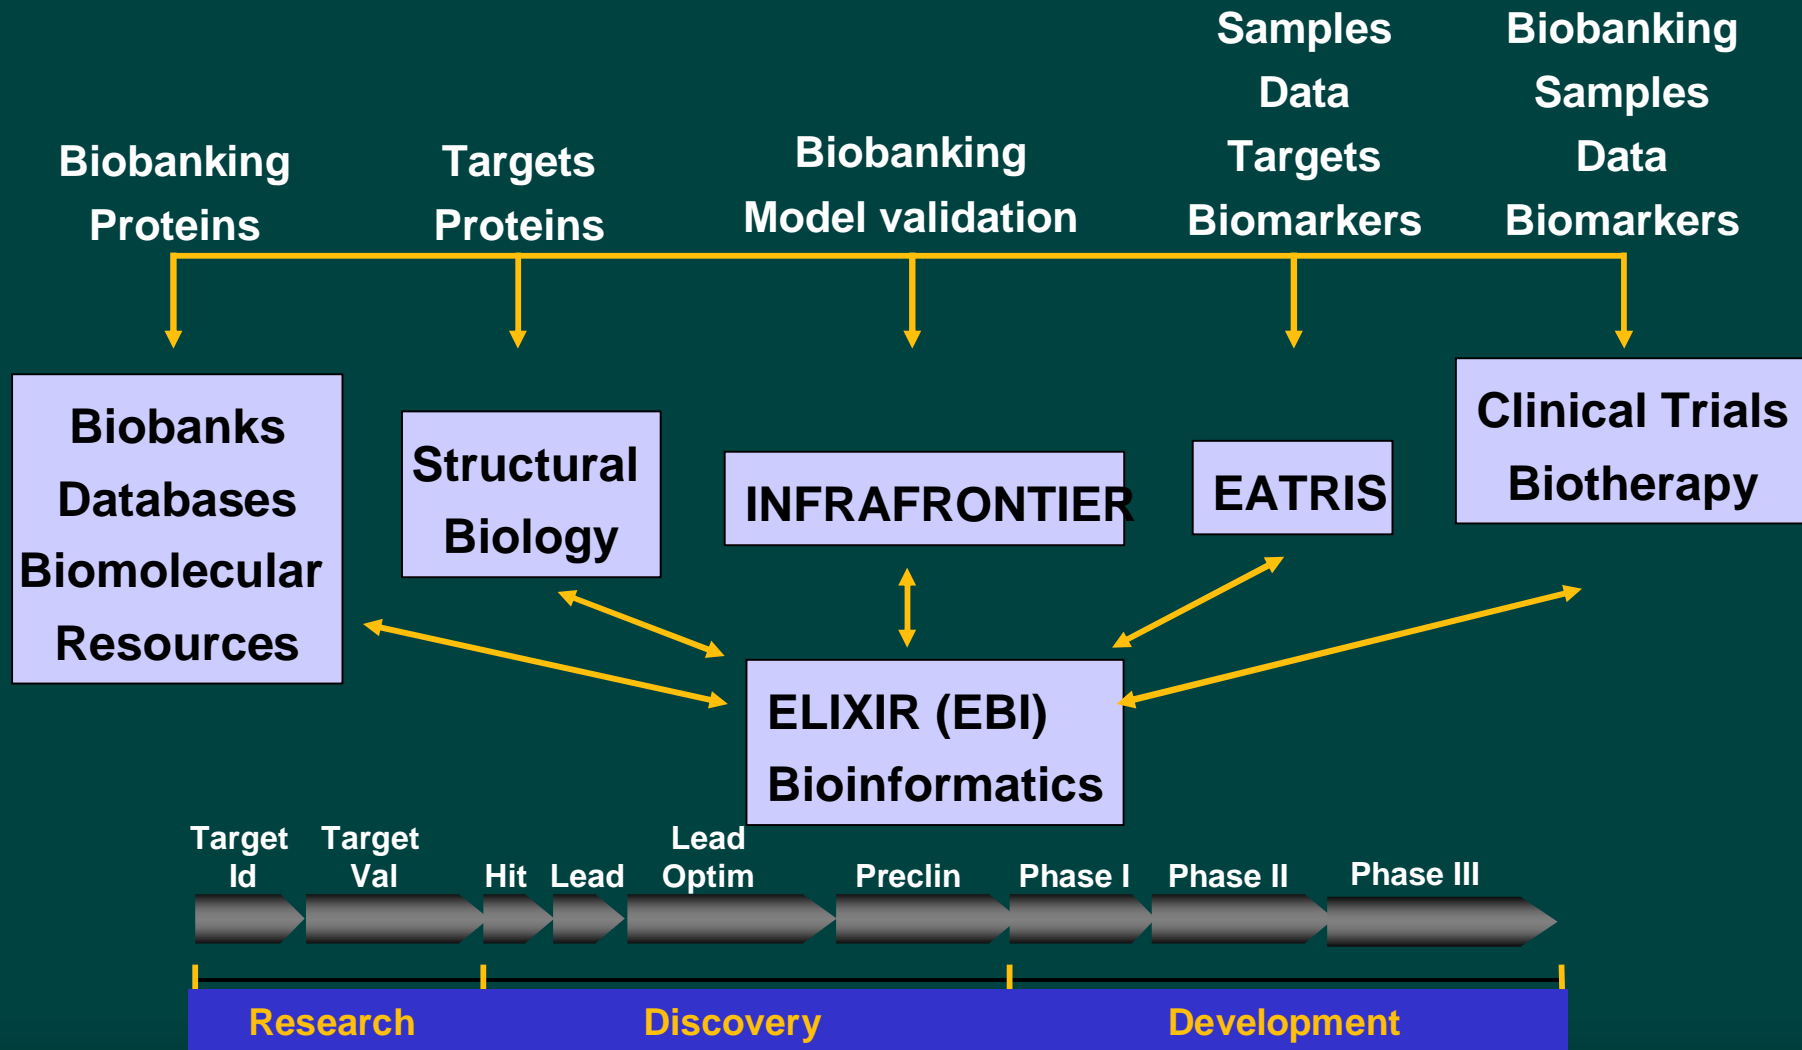 Biobanking
Proteins
Targets
Proteins
Biobanking
Model validation
Samples
Data
Targets
Biomarkers
Biobanking
Samples
Data
Biomarkers
Biobanks
Databases
Biomolecular
Resources
Structural
Biology
INFRAFRONTIER
EATRIS
Clinical Trials
Biotherapy
ELIXIR (EBI)
Bioinformatics
Target
Id
Target
Val
Hit
Lead
Lead
Optim
Preclin
Phase I
Phase II
Phase III
Research
Discovery
Development